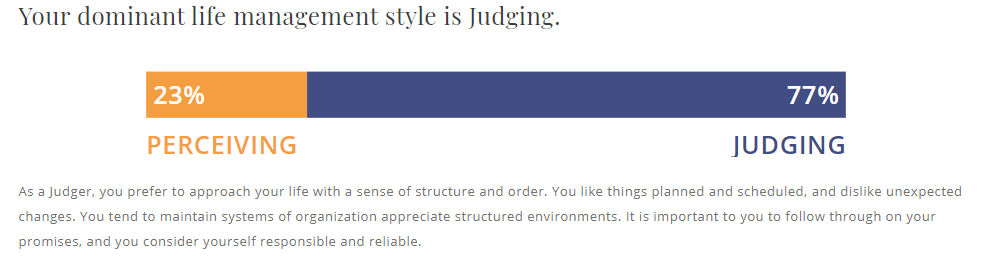 Your dominant life management style is Judging.
23% 77%
PERCEIVING JUDGING
As a Judger, you prefer to approach your life with a sense of structure and order. You like things planned and scheduled, and dislike unexpected
changes. You tend to maintain systems of organization appreciate structured environments. It is important to you to follow through on your
promises, and you consider yourself responsible and reliable.